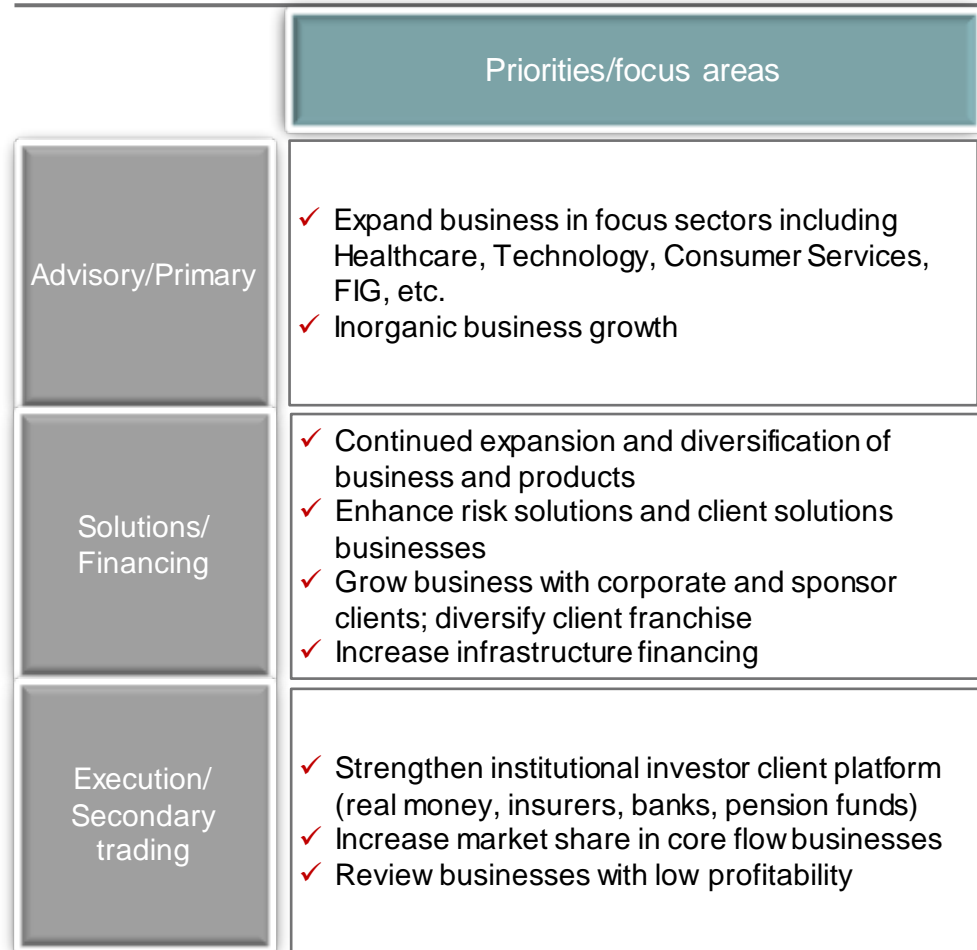 Priorities/focus areas
Advisory/Primary
✓ Expand business in focus sectors including
Healthcare, Technology, Consumer Services,
FIG, etc.
✓ Inorganic business growth
Solutions/
Financing
✓ Continued expansion and diversification of
business and products
✓ Enhance risk solutions and client solutions
businesses
✓ Grow business with corporate and sponsor
clients; diversify client franchise
✓ Increase infrastructure financing
Execution/
Secondary
trading
✓ Strengthen institutional investor client platform
(real money, insurers, banks, pension funds)
✓ Increase market share in core flow businesses
✓ Review businesses with low profitability